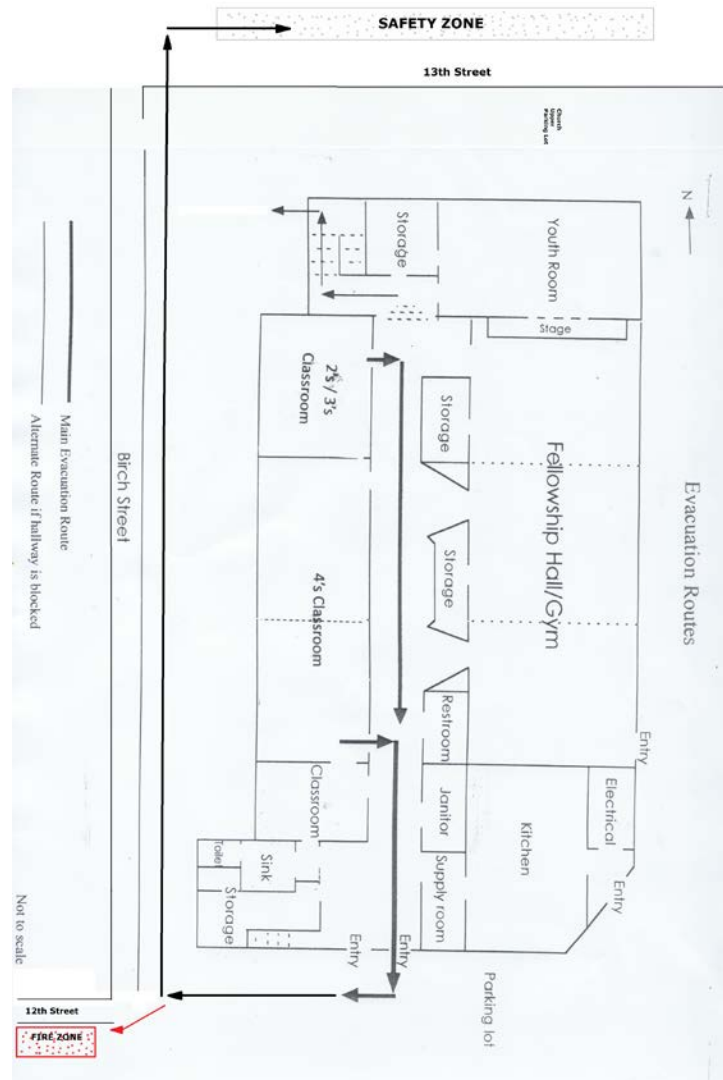 SAFETY ZONE
13th Street
Church
Upper
Parking Lot
N
Evacuation Routes
Youth Room
Storage
Stage
2's / 3's
Classroom
Storage
Fellowship Hall/Gym
Storage
4's Classroom
Restroom
Entry
Classroom
Janitor
Kitchen
Electrical
Entry
Toilet
Sink
Storage
Supply room
Entry
Entry
Parking lot
Birch Street
Main Evacuation Route
Alternate Route if hallway is blocked
Not to scale
12th Street
FIRE ZONE